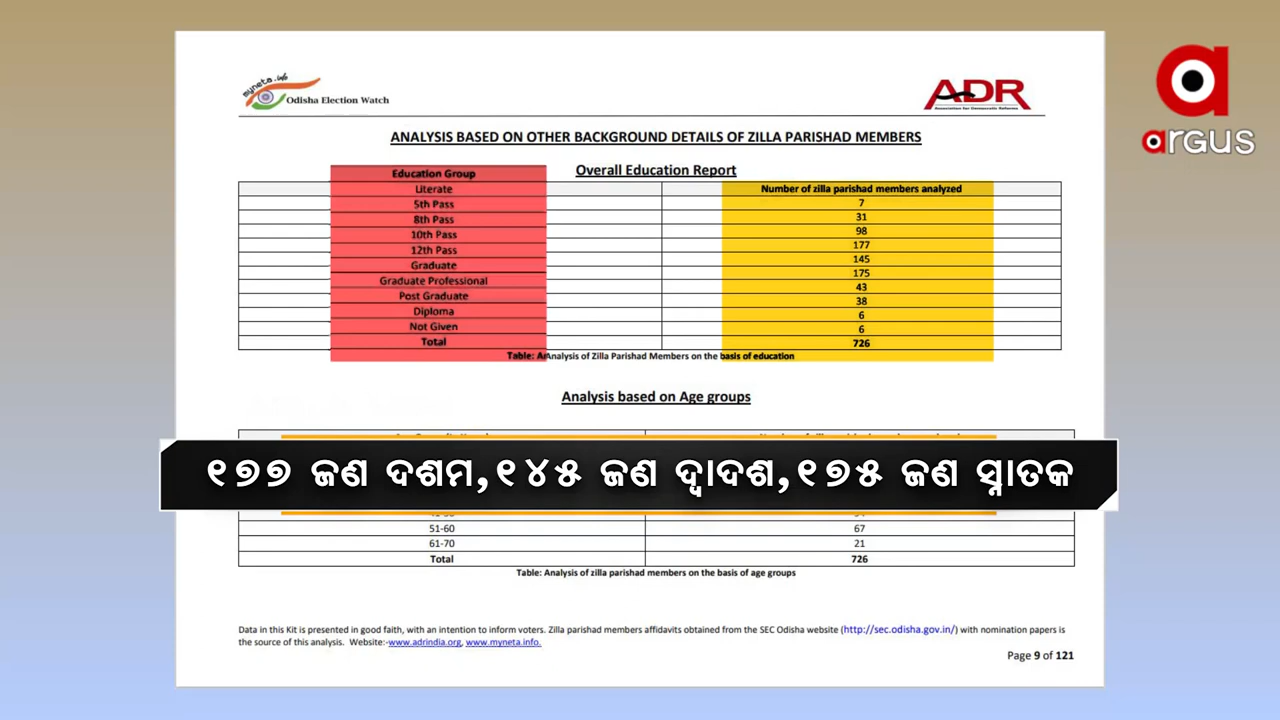 myneta.info
Odisha Election Watch
ADR
Association for Democratic Reforms
argus
ANALYSIS BASED ON OTHER BACKGROUND DETAILS OF ZILLA PARISHAD MEMBERS
Overall Education Report
Education Group
Number of zilla parishad members analyzed
Literate 7
5th Pass 31
8th Pass 98
10th Pass 177
12th Pass 145
Graduate 175
Graduate Professional 43
Post Graduate 38
Diploma 6
Not Given 6
Total 726
Table: Analysis of Zilla Parishad Members on the basis of education
Analysis based on Age groups
୧୭୭ ଜଣ ଦଶମ,୧୪୫ ଜଣ ଦ୍ୱାଦଶ,୧୭୫ ଜଣ ସ୍ନାତକ
51-60 67
61-70 21
Total 726
Table: Analysis of zilla parishad members on the basis of age groups
Data in this Kit is presented in good faith, with an intention to inform voters. Zilla parishad members affidavits obtained from the SEC Odisha website (http://sec.odisha.gov.in/) with nomination papers is
the source of this analysis. Website:-www.adrindia.org, www.myneta.info.
Page 9 of 121